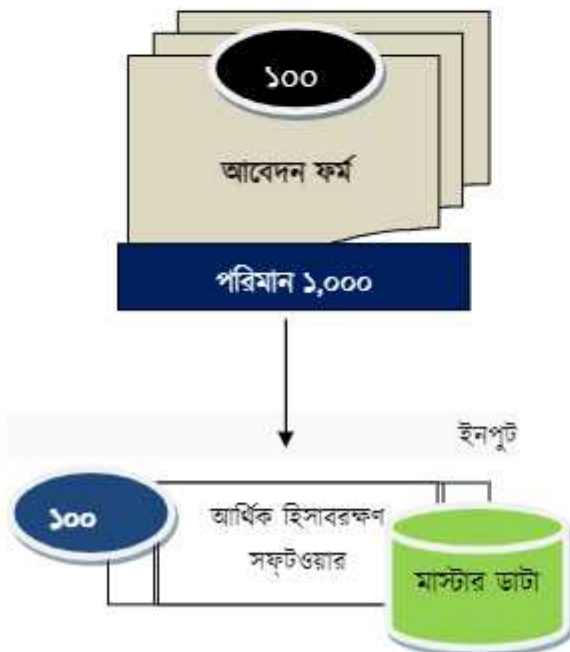 ১০০
আবেদন ফর্ম
পরিমান ১,০০০
ইনপুট
১০০
আর্থিক হিসাবরক্ষণ
সফ্টওয়ার
মাস্টার ডাটা